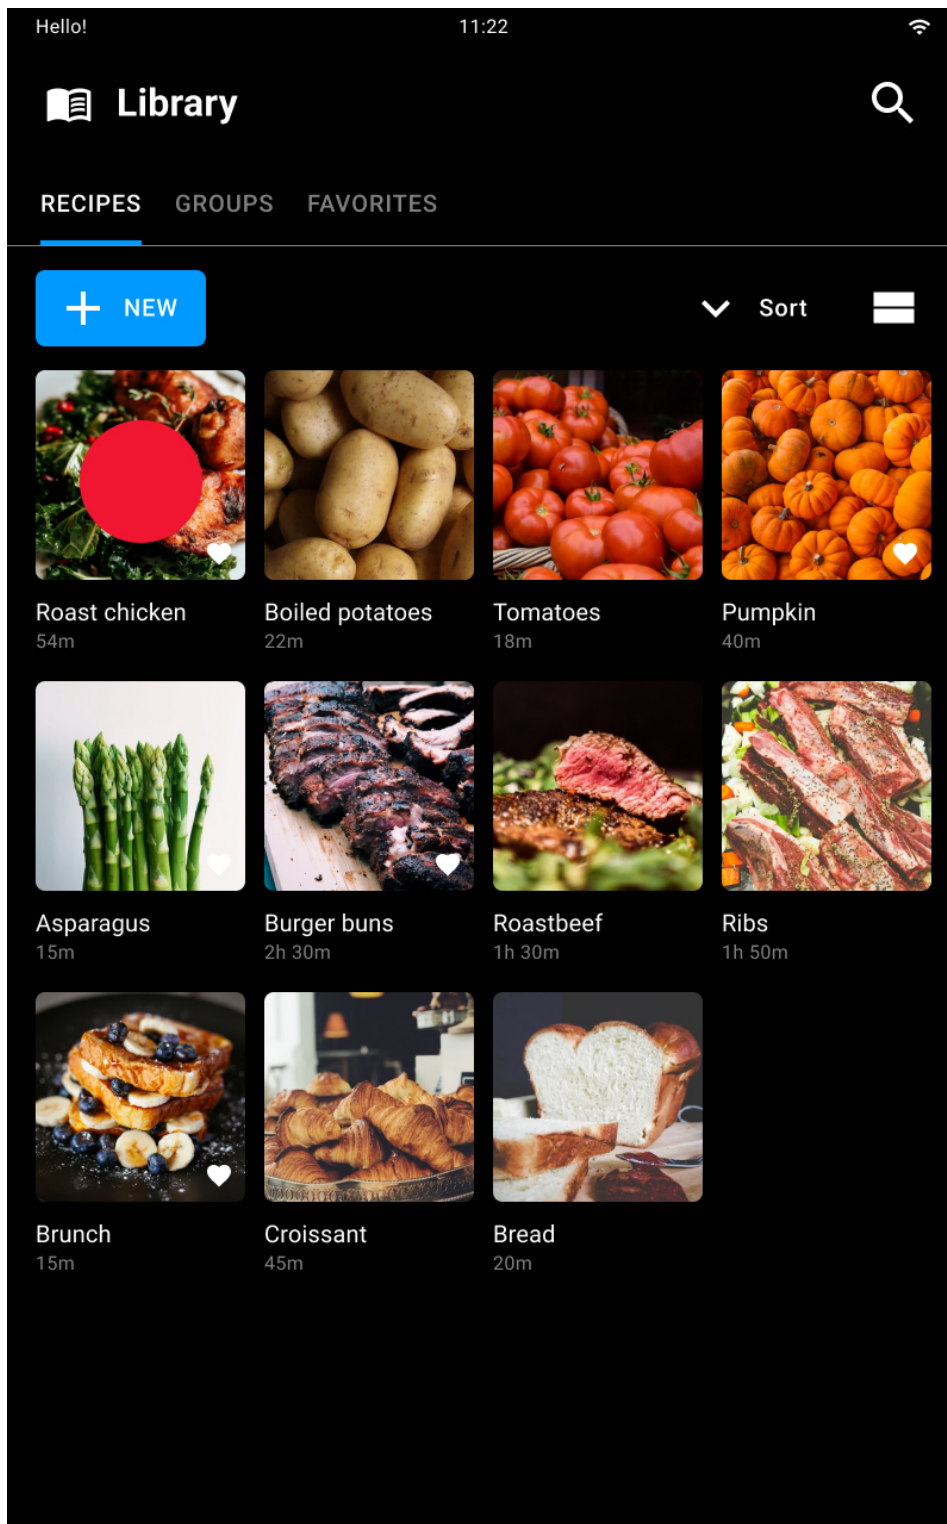 Hello! 11:22
Library
RECIPES GROUPS FAVORITES
NEW Sort
Roast chicken Boiled potatoes Tomatoes Pumpkin
54m 22m 18m 40m
Asparagus Burger buns Roastbeef Ribs
15m 2h 30m 1h 30m 1h 50m
Brunch Croissant Bread
15m 45m 20m